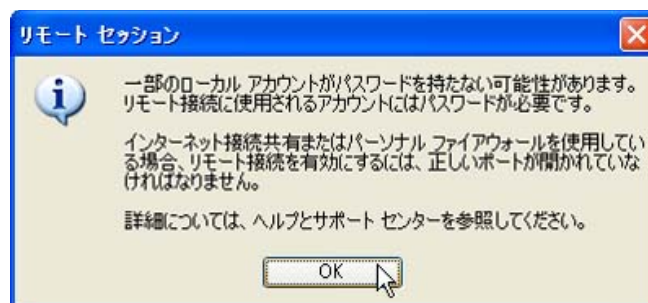 リモート セッション
一部のローカル アカウントがパスワードを持たない可能性があります。
リモート接続に使用されるアカウントにはパスワードが必要です。
インターネット接続共有またはパーソナル ファイアウォールを使用してい
る場合、リモート接続を有効にするには、正しいポートが開かれていな
ければなりません。
詳細については、ヘルプとサポート センターを参照してください。
OK